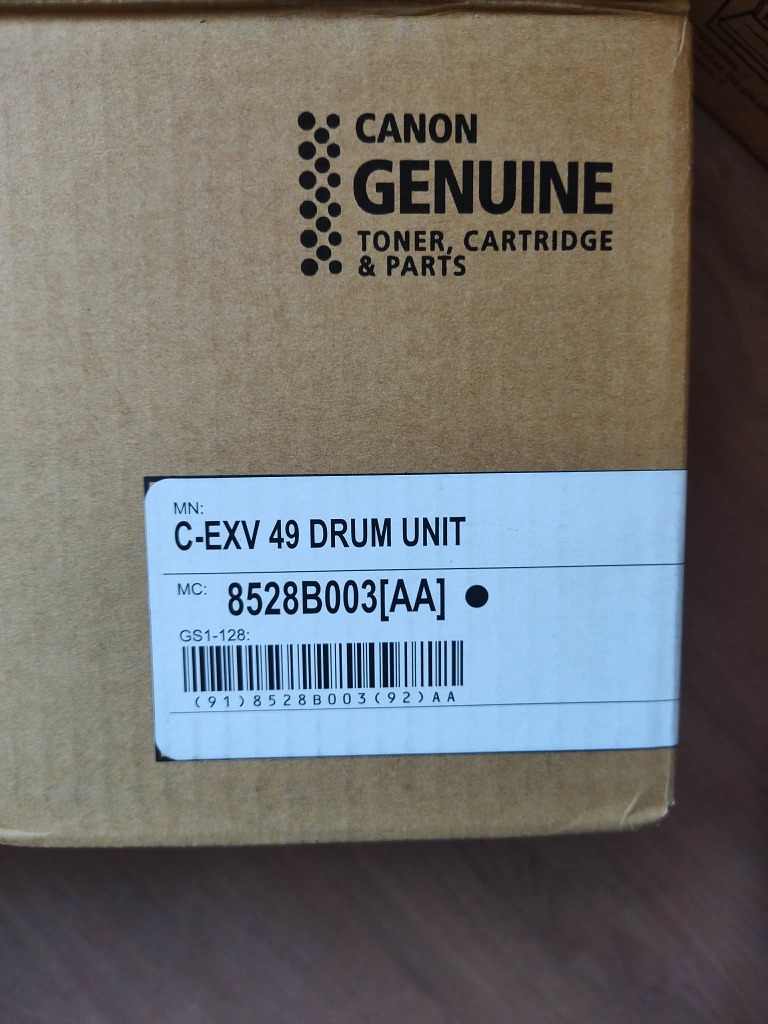 CANON
GENUINE
TONER, CARTRIDGE
& PARTS
MN:
C-EXV 49 DRUM UNIT
MC: 8528B003[AA] ●
GS1-128:
(91)8528B003(92)AA